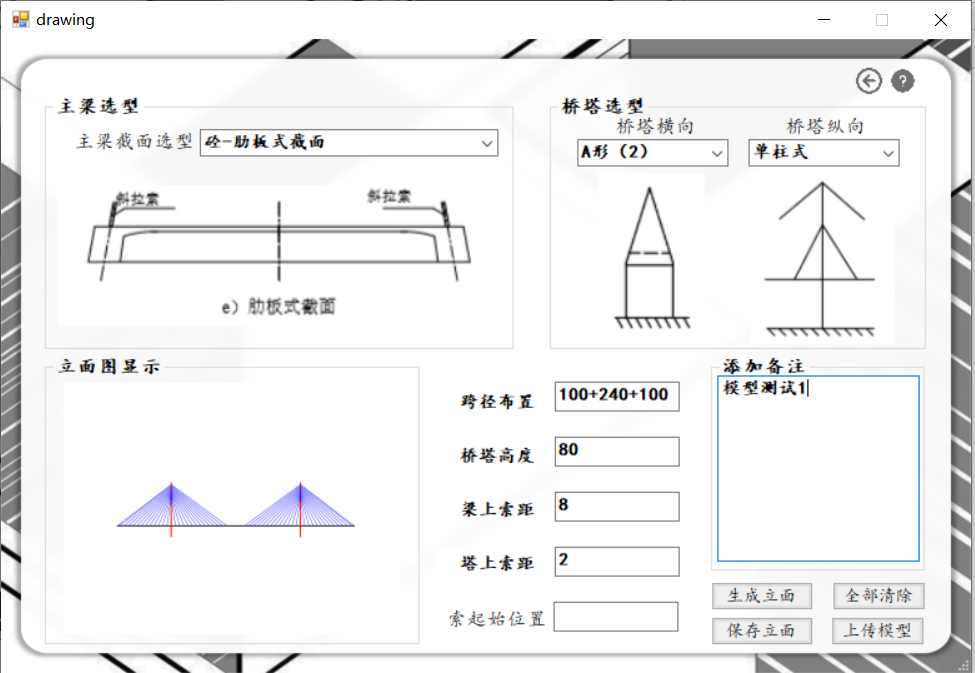 drawing
?
主梁选型
主梁截面选型 砼-肋板式截面
斜拉索 斜拉索
e）肋板式截面
桥塔选型
桥塔横向 桥塔纵向
A形（2） 单柱式
立面图显示
跨径布置 100+240+100
桥塔高度 80
梁上索距 8
塔上索距 2
索起始位置
添加备注
模型测试1
生成立面 全部清除
保存立面 上传模型